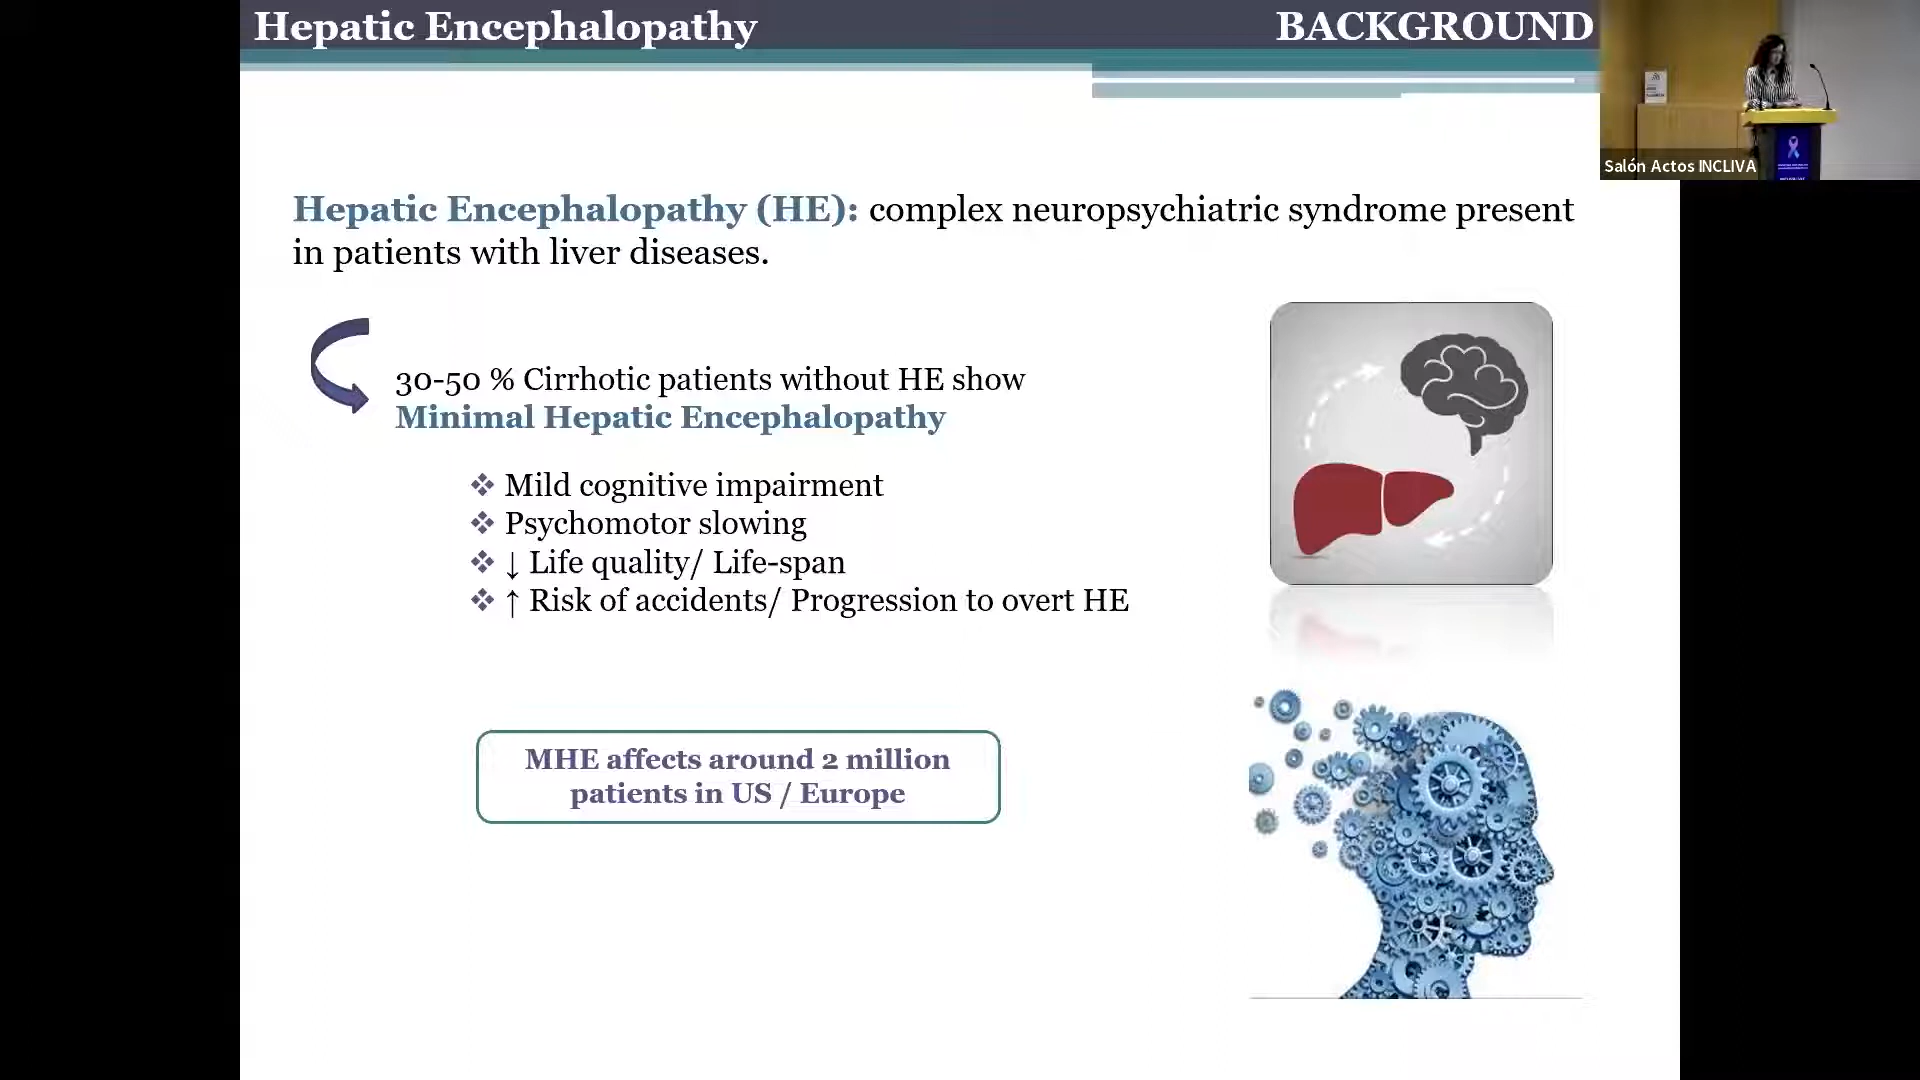 Hepatic Encephalopathy
BACKGROUND
Salón Actos INCLIVA
Hepatic Encephalopathy (HE): complex neuropsychiatric syndrome present
in patients with liver diseases.
30-50 % Cirrhotic patients without HE show
Minimal Hepatic Encephalopathy
❖ Mild cognitive impairment
❖ Psychomotor slowing
❖ ↓ Life quality/ Life-span
❖ ↑ Risk of accidents/ Progression to overt HE
MHE affects around 2 million
patients in US / Europe